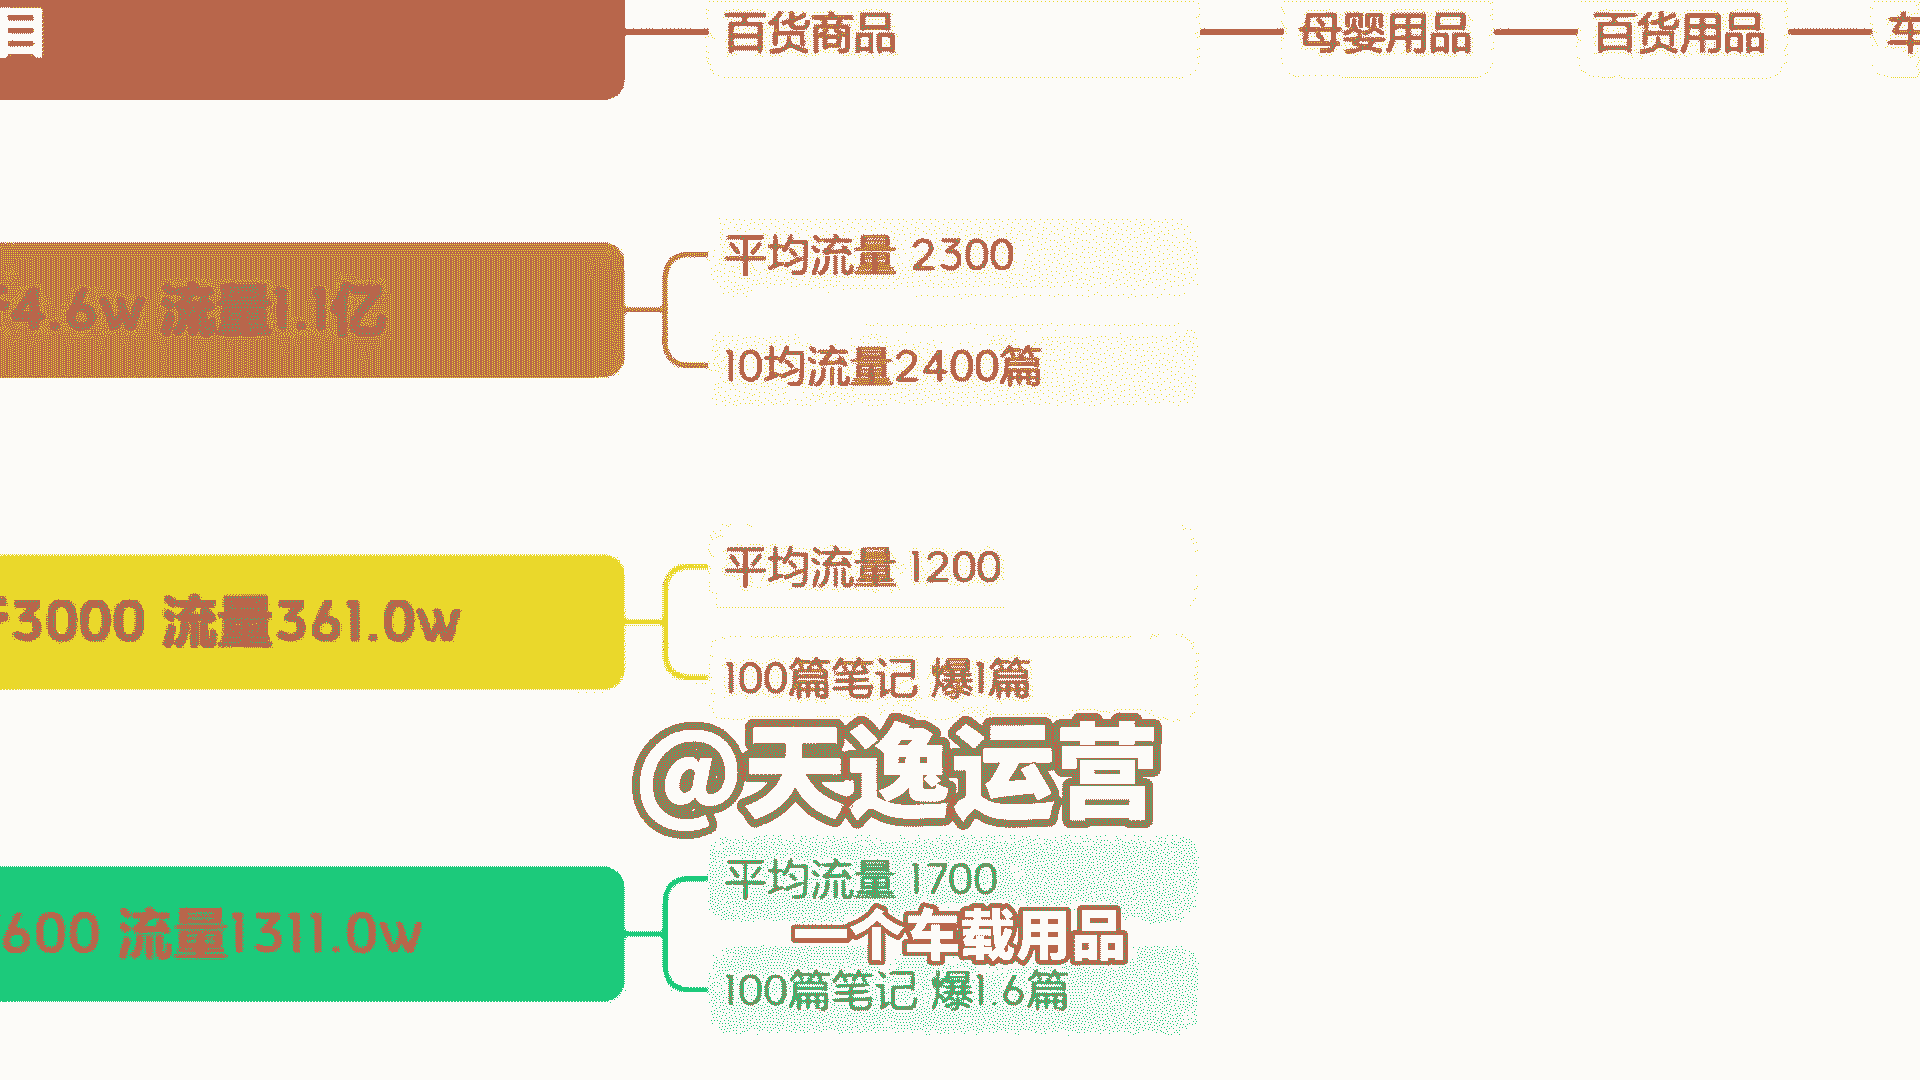 百货商品 母婴用品 百货用品 车
4.6w 流量1.1亿
平均流量 2300
10均流量2400篇
3000 流量361.0w
平均流量 1200
100篇笔记 爆1篇
@天逸运营
600 流量1311.0w
平均流量 1700
一个车载用品
100篇笔记 爆1.6篇